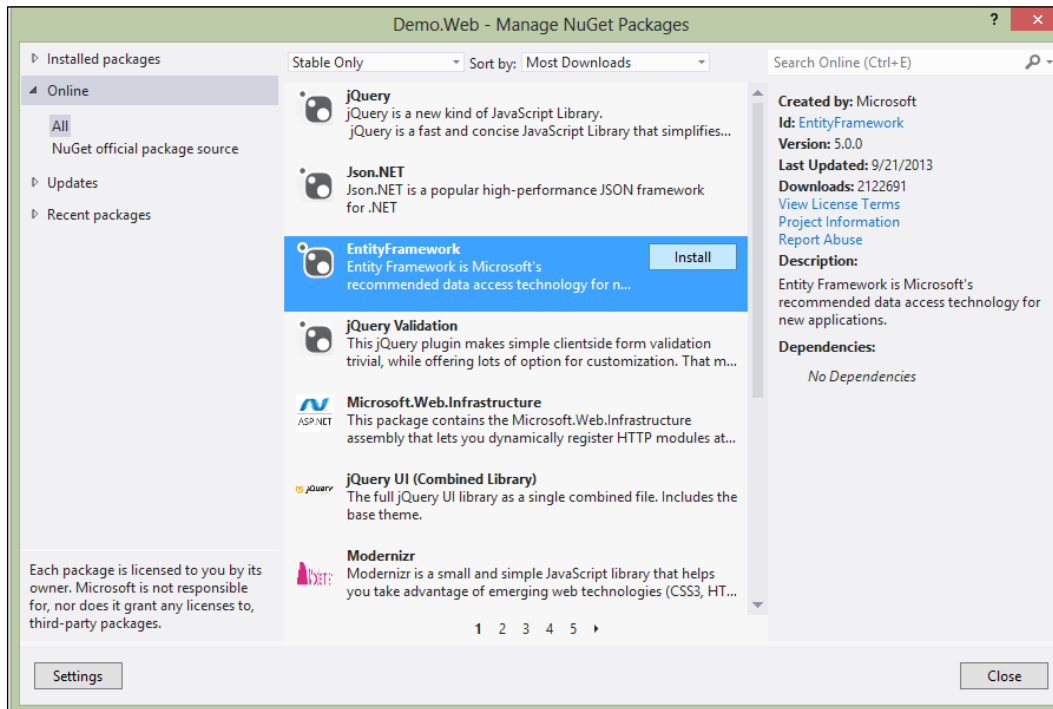 Demo.Web - Manage NuGet Packages
?
Installed packages
Online
All
NuGet official package source
Updates
Recent packages
Each package is licensed to you by its
owner. Microsoft is not responsible
for, nor does it grant any licenses to,
third-party packages.
Settings
Stable Only
Sort by: Most Downloads
jQuery
jQuery is a new kind of JavaScript Library.
jQuery is a fast and concise JavaScript Library that simplifies...
Json.NET
Json.NET is a popular high-performance JSON framework
for .NET
EntityFramework
Entity Framework is Microsoft's
recommended data access technology for n...
Install
jQuery Validation
This jQuery plugin makes simple clientside form validation
trivial, while offering lots of option for customization. That m...
ASP.NET
Microsoft.Web.Infrastructure
This package contains the Microsoft.Web.Infrastructure
assembly that lets you dynamically register HTTP modules at...
jQuery
jQuery UI (Combined Library)
The full jQuery UI library as a single combined file. Includes the
base theme.
Modernizr
Modernizr is a small and simple JavaScript library that helps
you take advantage of emerging web technologies (CSS3, HT...
1 2 3 4 5
Search Online (Ctrl+E)
Created by: Microsoft
Id: EntityFramework
Version: 5.0.0
Last Updated: 9/21/2013
Downloads: 2122691
View License Terms
Project Information
Report Abuse
Description:
Entity Framework is Microsoft's
recommended data access technology for
new applications.
Dependencies:
No Dependencies
Close